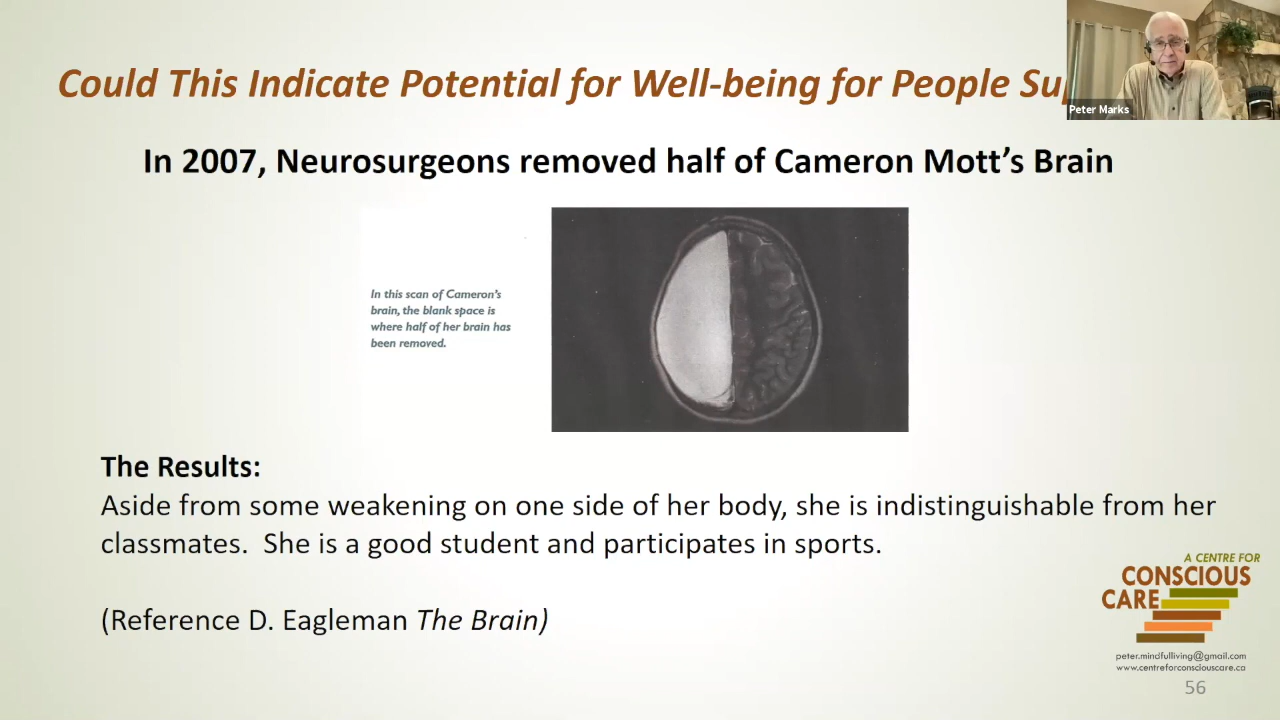 Could This Indicate Potential for Well-being for People
Peter Marks
In 2007, Neurosurgeons removed half of Cameron Mott’s Brain
In this scan of Cameron’s
brain, the blank space is
where half of her brain has
been removed.
The Results:
Aside from some weakening on one side of her body, she is indistinguishable from her
classmates. She is a good student and participates in sports.
(Reference D. Eagleman The Brain)
A CENTRE FOR
CONSCIOUS
CARE
peter.mindfulliving@gmail.com
www.centreforconsciouscare.ca
56